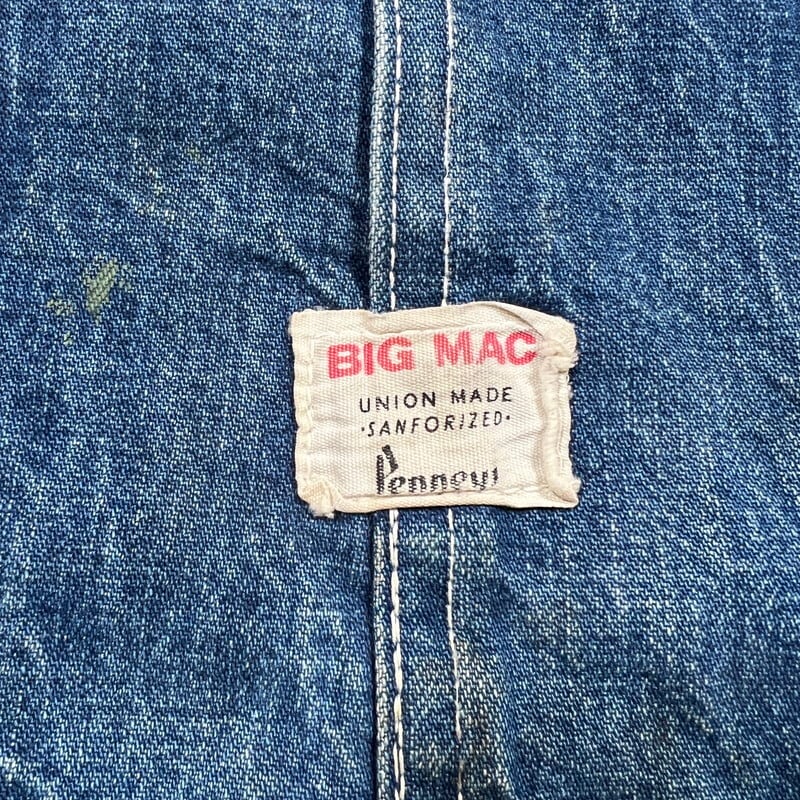 BIG MAC
UNION MADE
·SANFORIZED·
Penneys